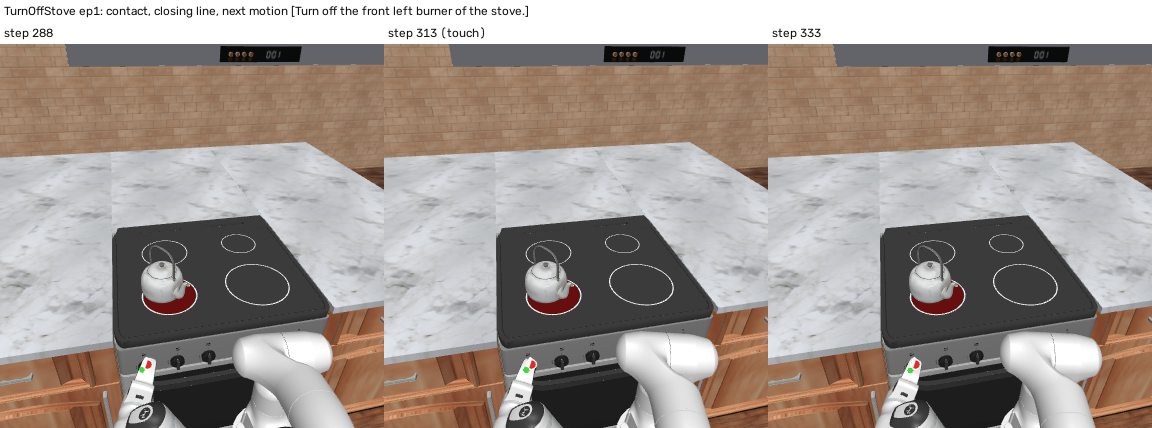 TurnOffStove ep1: contact, closing line, next motion [Turn off the front left burner of the stove.]
step 288
step 313 (touch)
step 333